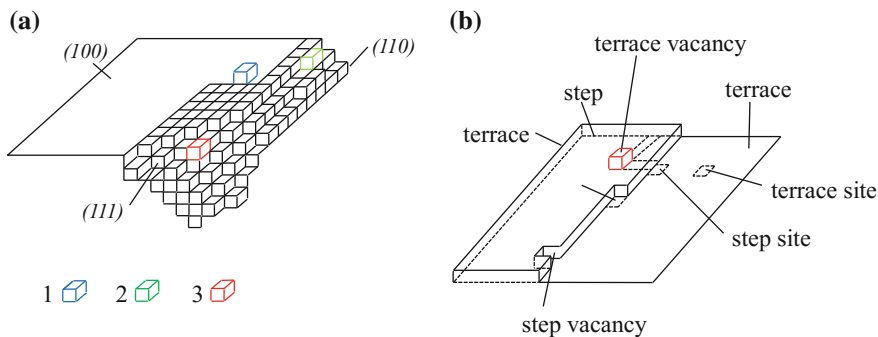 (a)
(100)
(110)
(111)
1 2 3
(b)
terrace vacancy
step
terrace
terrace
terrace site
step site
step vacancy